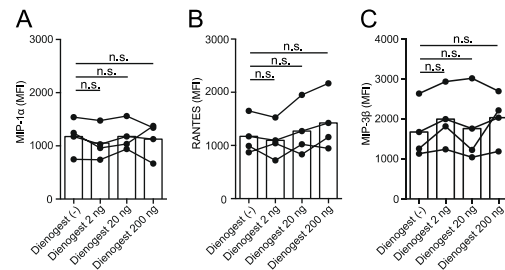 A
MIP-1α (MFI)
3000
2000
1000
0
n.s.
n.s.
n.s.
Dienogest (-)
Dienogest 2 ng
Dienogest 20 ng
Dienogest 200 ng
B
RANTES (MFI)
3000
2000
1000
0
n.s.
n.s.
n.s.
Dienogest (-)
Dienogest 2 ng
Dienogest 20 ng
Dienogest 200 ng
C
MIP-3β (MFI)
4000
3000
2000
1000
0
n.s.
n.s.
n.s.
Dienogest (-)
Dienogest 2 ng
Dienogest 20 ng
Dienogest 200 ng